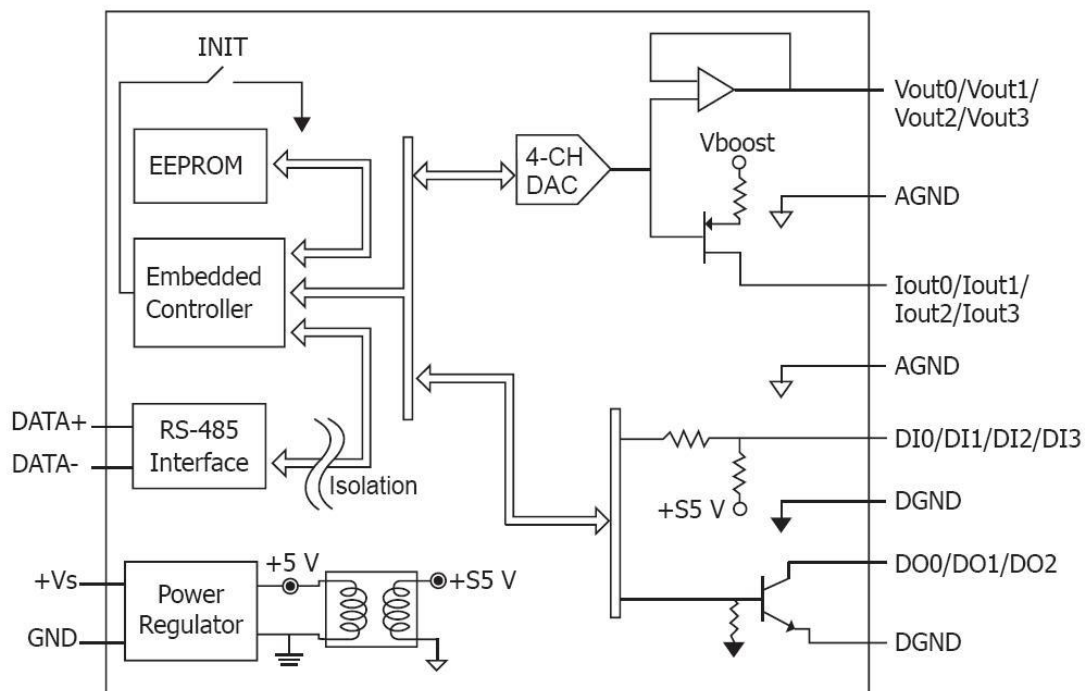 INIT
EEPROM
Embedded
Controller
DATA+
DATA-
RS-485
Interface
Isolation
+Vs
GND
Power
Regulator
+5 V
+S5 V
4-CH
DAC
Vboost
Vout0/Vout1/
Vout2/Vout3
AGND
Iout0/Iout1/
Iout2/Iout3
AGND
DI0/DI1/DI2/DI3
+S5 V
DGND
DO0/DO1/DO2
DGND